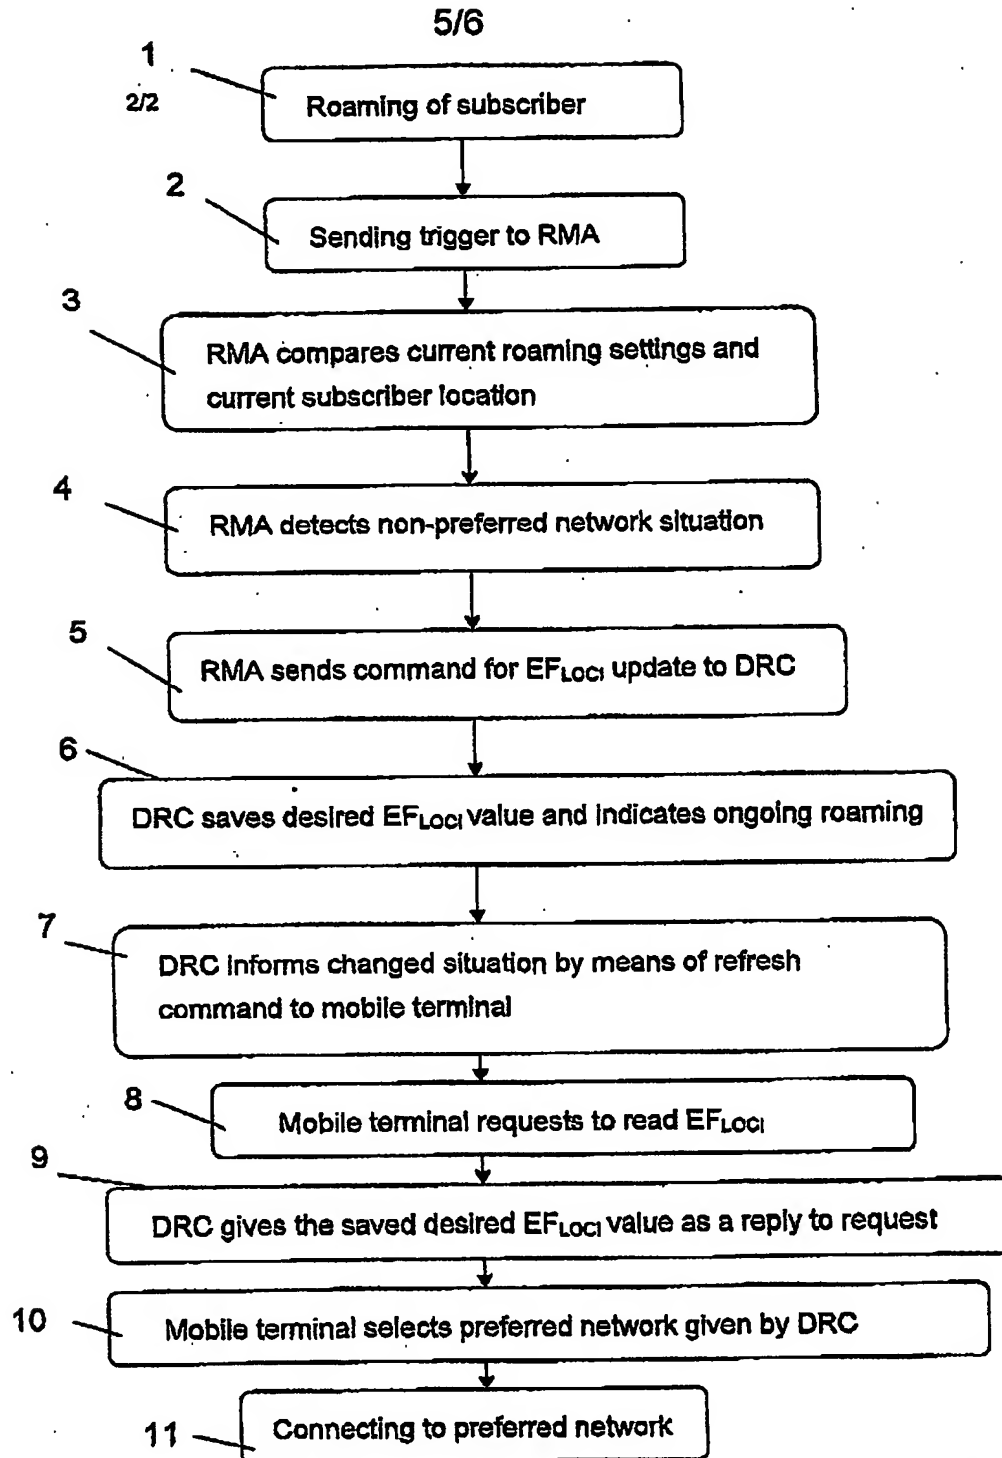 5/6
1
2/2
Roaming of subscriber
2
Sending trigger to RMA
3
RMA compares current roaming settings and
current subscriber location
4
RMA detects non-preferred network situation
5
RMA sends command for EFLOCI update to DRC
6
DRC saves desired EFLOCI value and indicates ongoing roaming
7
DRC informs changed situation by means of refresh
command to mobile terminal
8
Mobile terminal requests to read EFLOCI
9
DRC gives the saved desired EFLOCI value as a reply to request
10
Mobile terminal selects preferred network given by DRC
11
Connecting to preferred network